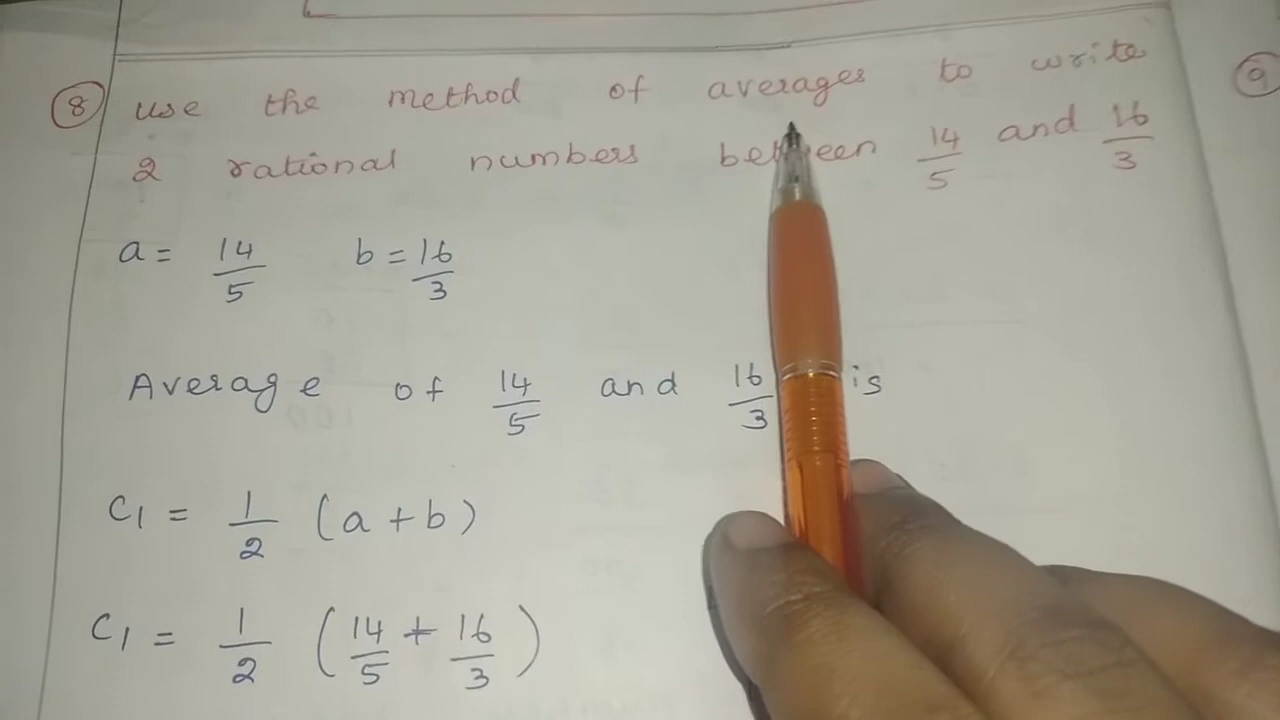 8 use the method of averages to write
2 rational numbers between 14/5 and 16/3
a = 14/5 b = 16/3
Average of 14/5 and 16/3 is
C1 = 1/2 (a + b)
C1 = 1/2 (14/5 + 16/3)
9